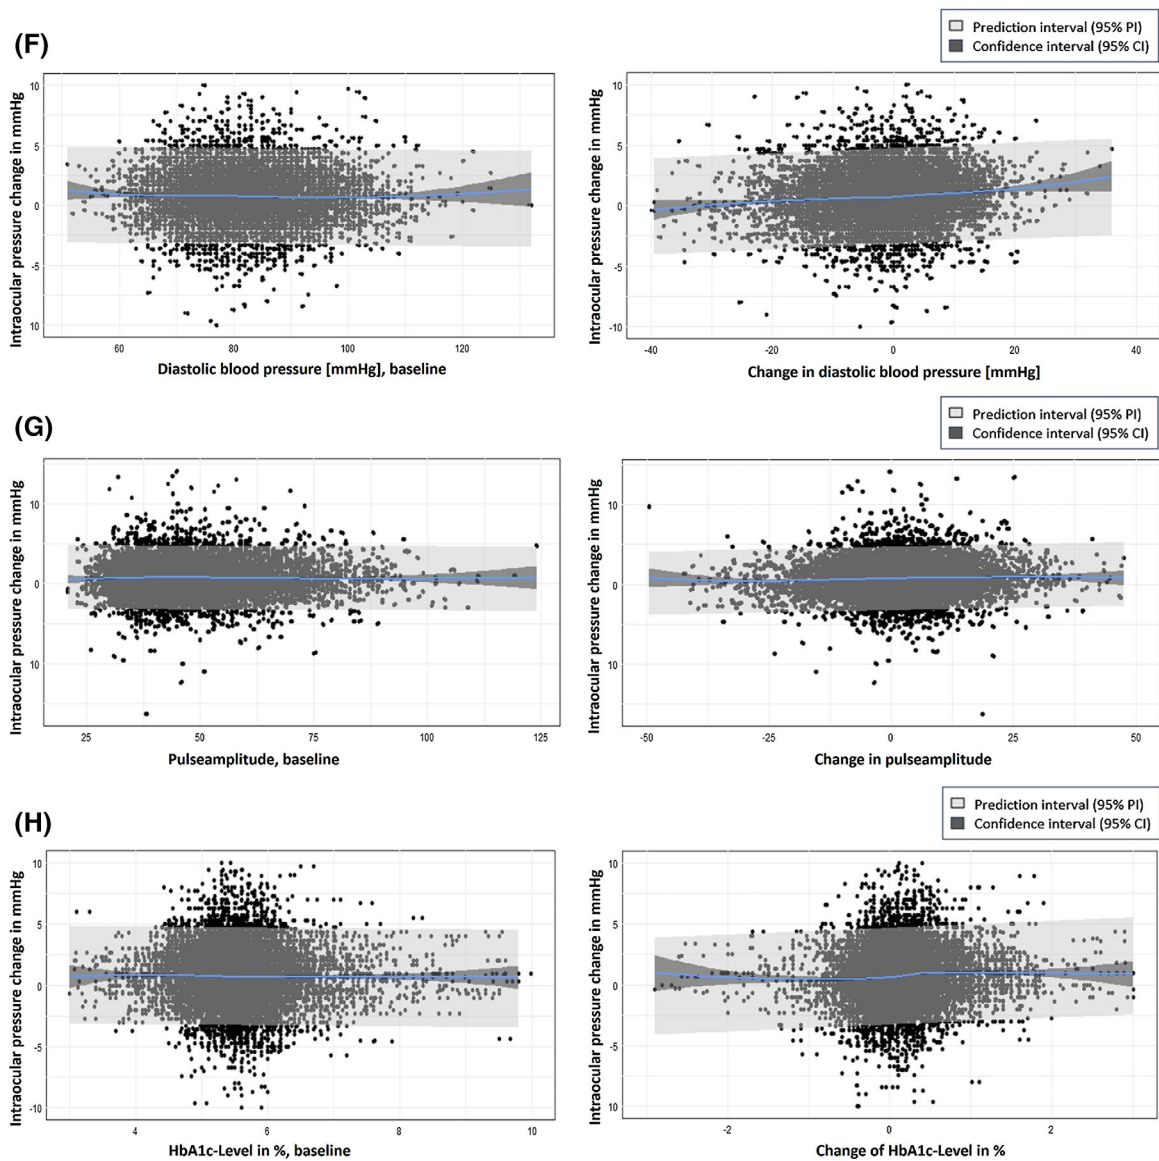 (F)
Prediction interval (95% PI)
Confidence interval (95% CI)
Intraocular pressure change in mmHg
10
5
0
-5
10
60
80
100
120
Diastolic blood pressure [mmHg], baseline
Intraocular pressure change in mmHg
10
5
0
-5
-10
-40
-20
0
20
40
Change in diastolic blood pressure [mmHg]
(G)
Prediction interval (95% PI)
Confidence interval (95% CI)
Intraocular pressure change in mmHg
10
0
10
25
50
75
100
125
Pulseamplitude, baseline
Intraocular pressure change in mmHg
10
0
10
-50
-25
0
25
50
Change in pulseamplitude
(H)
Prediction interval (95% PI)
Confidence interval (95% CI)
Intraocular pressure change in mmHg
10
5
0
-5
-10
4
6
8
10
HbA1c-Level in %, baseline
Intraocular pressure change in mmHg
10
5
0
-5
10
-2
0
2
Change of HbA1c-Level in %